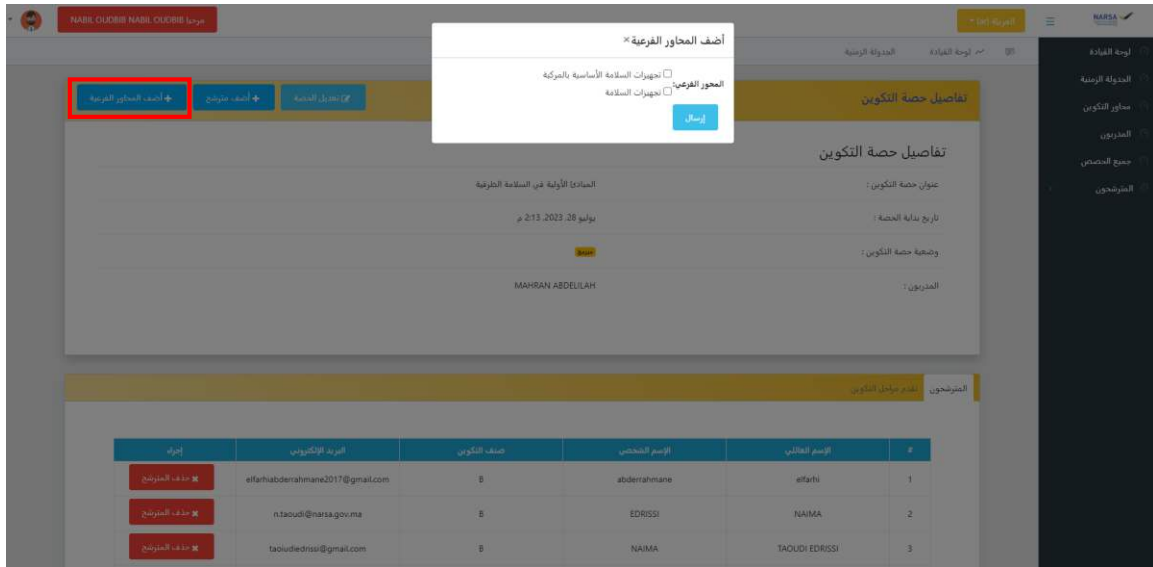 NARSA
العربية (ar)
مرحبا NABIL OUDBIB NABIL OUDBIB
لوحة القيادة
الجدولة الزمنية
محاور التكوين
المدربون
جميع الحصص
المترشحون
لوحة القيادة الجدولة الزمنية
أضف المحاور الفرعية ×
المحور الفرعي:
تجهيزات السلامة الأساسية بالمركبة
تجهيزات السلامة
إرسال
تفاصيل حصة التكوين
تعديل الحصة
+ أضف مترشح
+ أضف المحاور الفرعية
تفاصيل حصة التكوين
عنوان حصة التكوين : المبادئ الأولية في السلامة الطرقية
تاريخ بداية الحصة : يوليو 28, 2023, 2:13 م
وضعية حصة التكوين :
المدربون : MAHRAN ABDELILAH
المترشحون تقدم مراحل التكوين
# الإسم العائلي الإسم الشخصي صنف التكوين البريد الإلكتروني إجراء
1 elfarhi abderrahmane B elfarhiabderrahmane2017@gmail.com حذف المترشح
2 NAIMA EDRISSI B n.taoudi@narsa.gov.ma حذف المترشح
3 TAOUDI EDRISSI NAIMA B taoiudiedrissi@gmail.com حذف المترشح